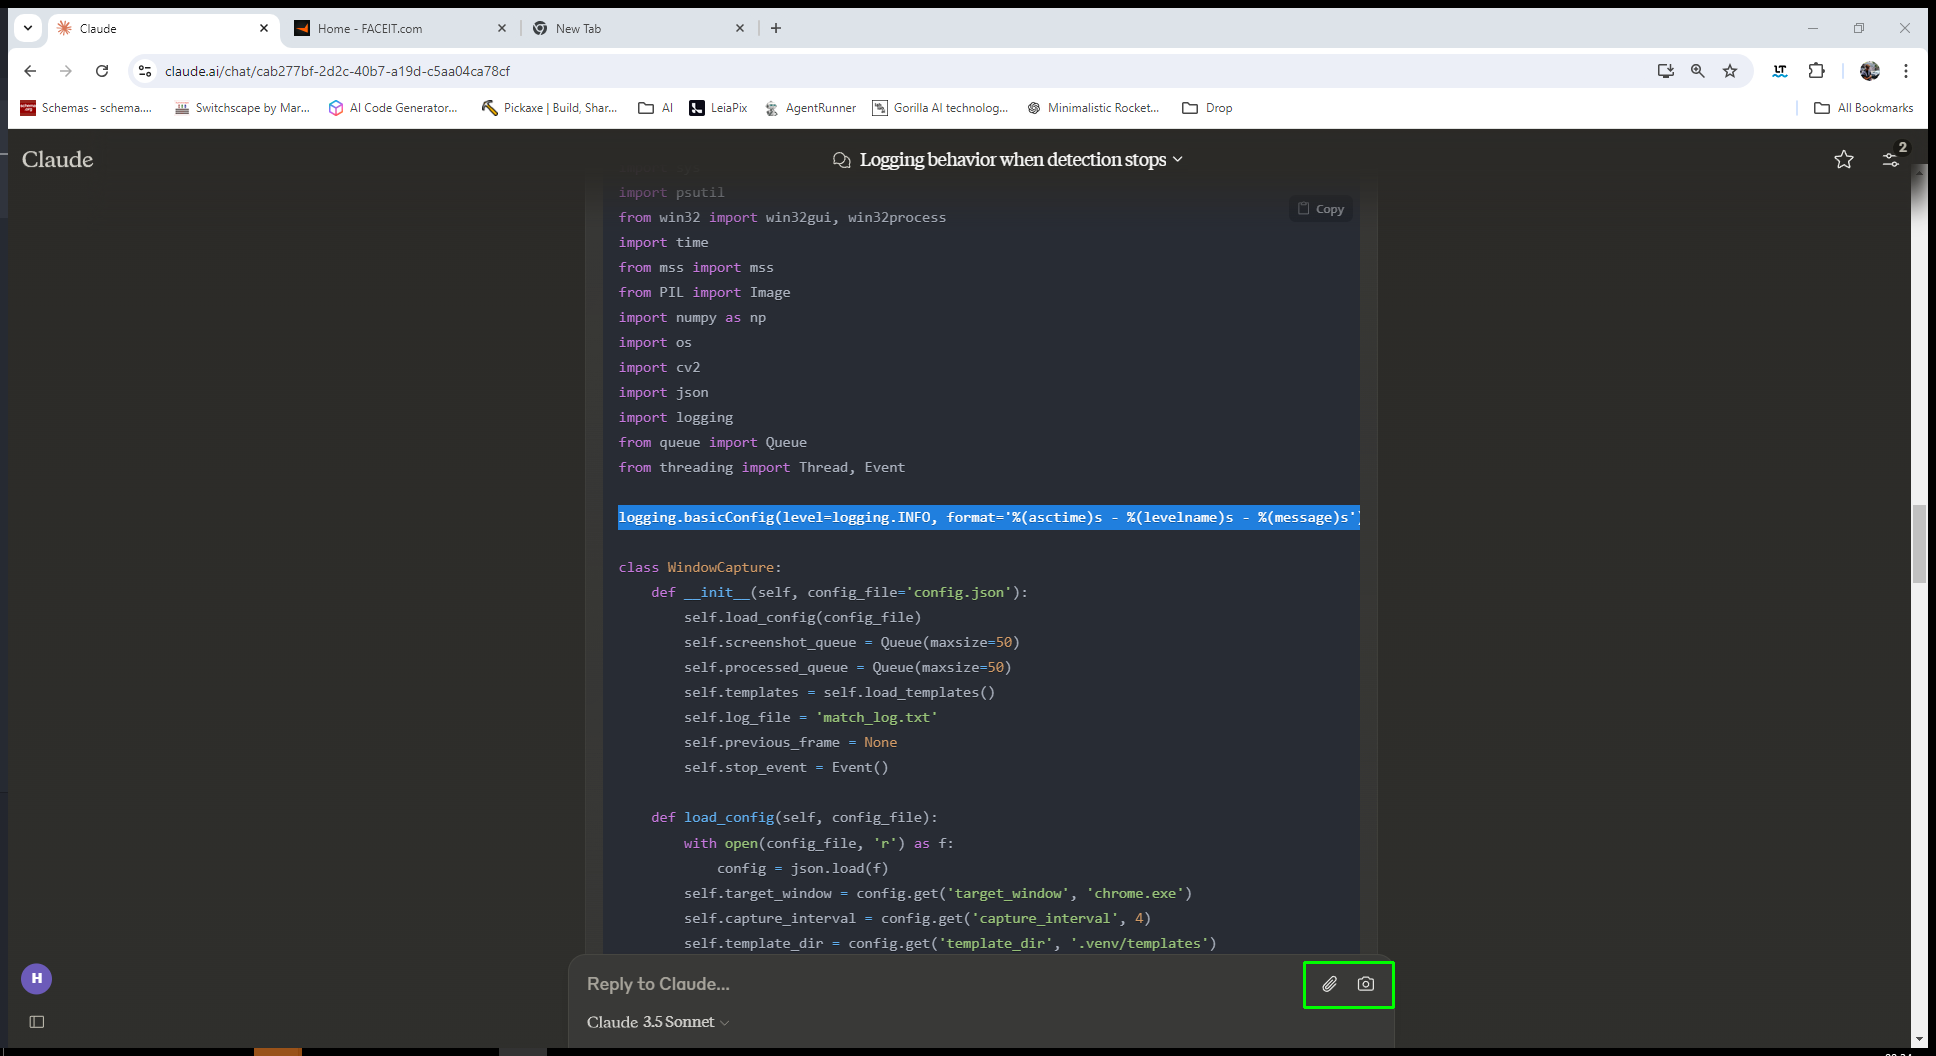 Claude
Home - FACEIT.com
New Tab
claude.ai/chat/cab277bf-2d2c-40b7-a19d-c5aa04ca78cf
LT
Schemas - schema....
Switchscape by Mar...
AI Code Generator...
Pickaxe | Build, Shar...
AI
LeiaPix
AgentRunner
Gorilla AI technolog...
Minimalistic Rocket...
Drop
All Bookmarks
Claude
Logging behavior when detection stops
2
import psutil
Copy
from win32 import win32gui, win32process
import time
from mss import mss
from PIL import Image
import numpy as np
import os
import cv2
import json
import logging
from queue import Queue
from threading import Thread, Event
logging.basicConfig(level=logging.INFO, format='%(asctime)s - %(levelname)s - %(message)s')
class WindowCapture:
def __init__(self, config_file='config.json'):
self.load_config(config_file)
self.screenshot_queue = Queue(maxsize=50)
self.processed_queue = Queue(maxsize=50)
self.templates = self.load_templates()
self.log_file = 'match_log.txt'
self.previous_frame = None
self.stop_event = Event()
def load_config(self, config_file):
with open(config_file, 'r') as f:
config = json.load(f)
self.target_window = config.get('target_window', 'chrome.exe')
self.capture_interval = config.get('capture_interval', 4)
self.template_dir = config.get('template_dir', '.venv/templates')
H
Reply to Claude...
Claude 3.5 Sonnet